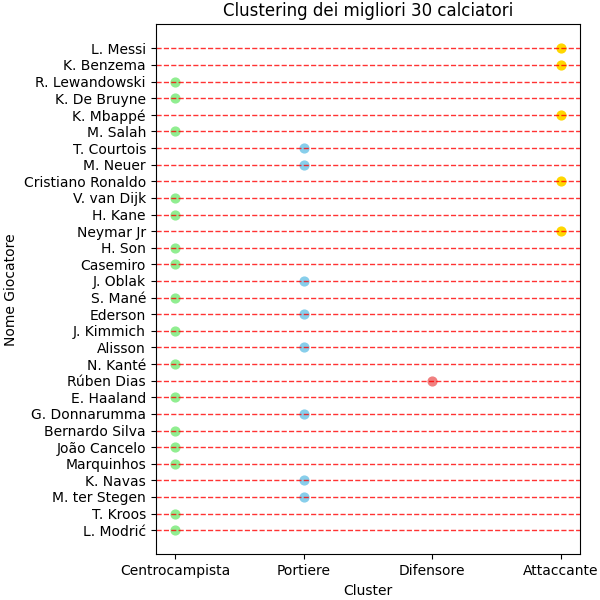 Clustering dei migliori 30 calciatori
Nome Giocatore
L. Messi
K. Benzema
R. Lewandowski
K. De Bruyne
K. Mbappé
M. Salah
T. Courtois
M. Neuer
Cristiano Ronaldo
V. van Dijk
H. Kane
Neymar Jr
H. Son
Casemiro
J. Oblak
S. Mané
Ederson
J. Kimmich
Alisson
N. Kanté
Rúben Dias
E. Haaland
G. Donnarumma
Bernardo Silva
João Cancelo
Marquinhos
K. Navas
M. ter Stegen
T. Kroos
L. Modrić
Centrocampista Portiere Difensore Attaccante
Cluster